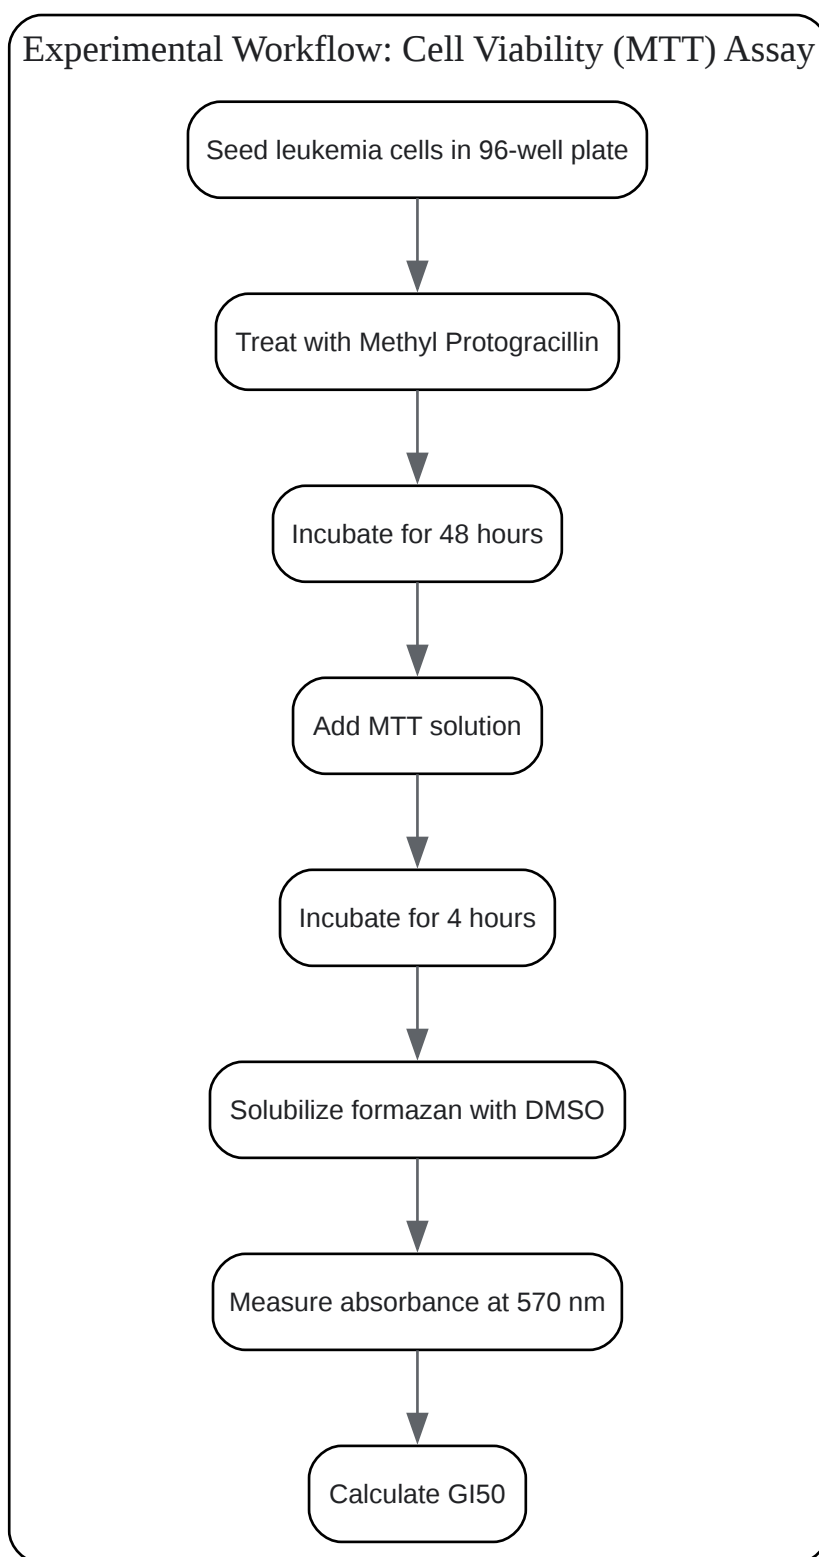 Experimental Workflow: Cell Viability (MTT) Assay
Seed leukemia cells in 96-well plate
Treat with Methyl Protogracillin
Incubate for 48 hours
Add MTT solution
Incubate for 4 hours
Solubilize formazan with DMSO
Measure absorbance at 570 nm
Calculate GI50